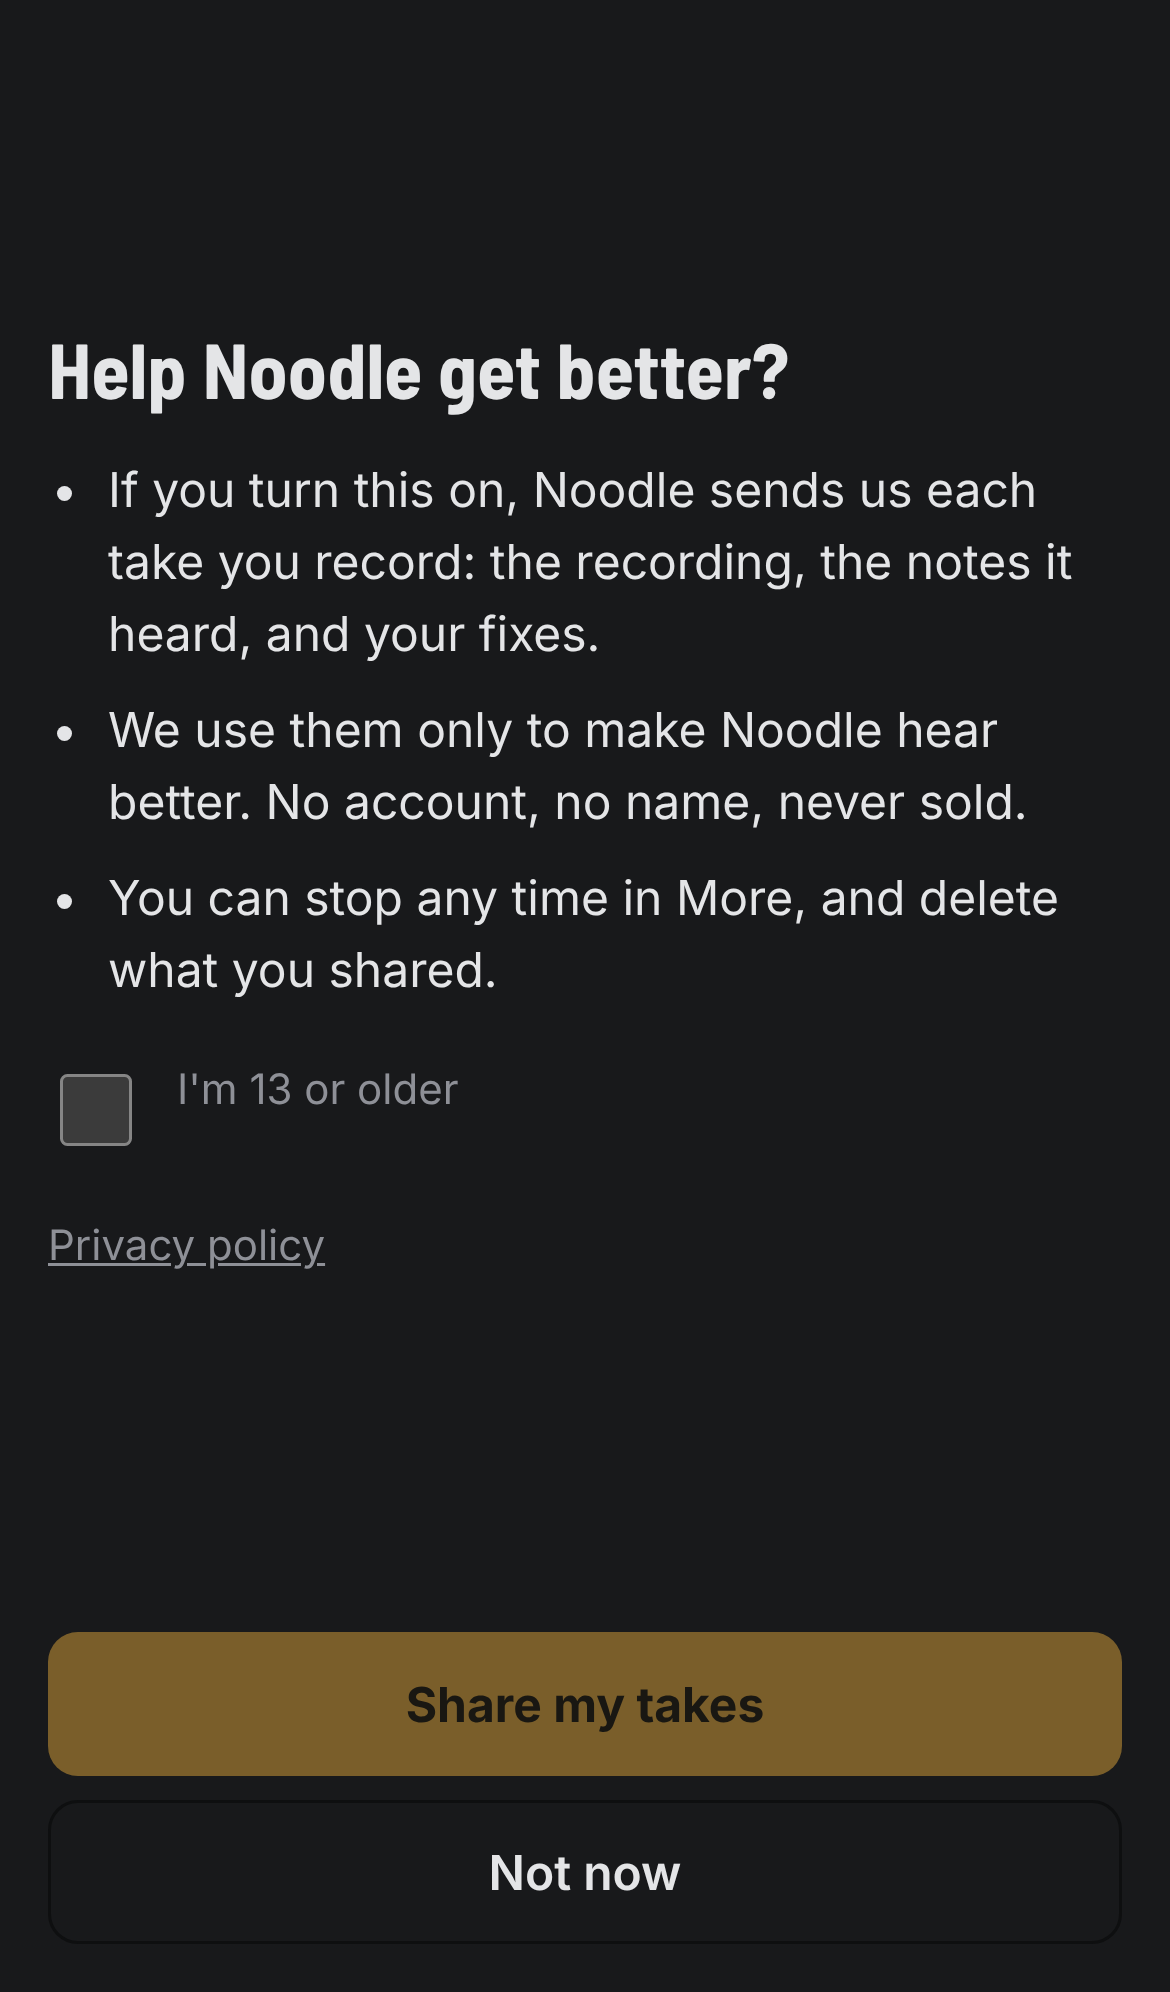 Help Noodle get better?
• If you turn this on, Noodle sends us each
take you record: the recording, the notes it
heard, and your fixes.
• We use them only to make Noodle hear
better. No account, no name, never sold.
• You can stop any time in More, and delete
what you shared.
I'm 13 or older
Privacy policy
Share my takes
Not now